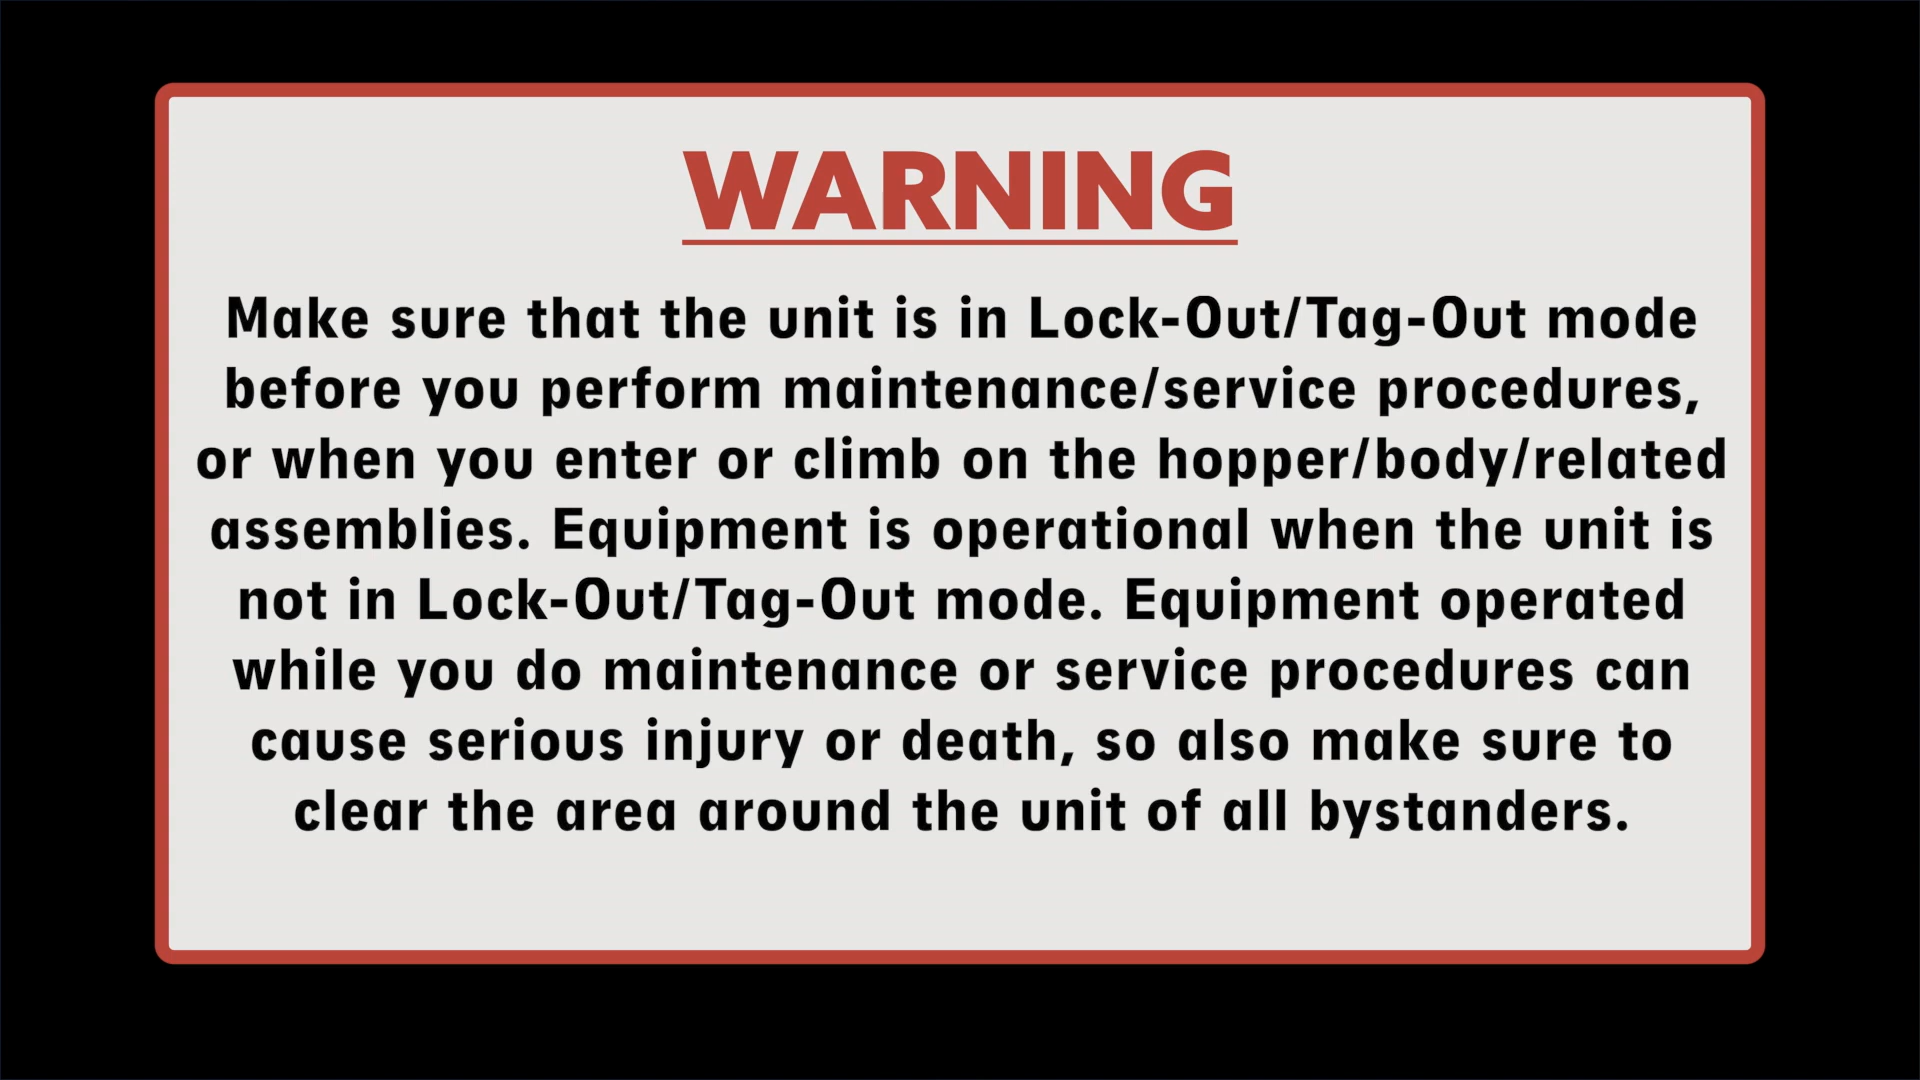 WARNING
Make sure that the unit is in Lock-Out/Tag-Out mode
before you perform maintenance/service procedures,
or when you enter or climb on the hopper/body/related
assemblies. Equipment is operational when the unit is
not in Lock-Out/Tag-Out mode. Equipment operated
while you do maintenance or service procedures can
cause serious injury or death, so also make sure to
clear the area around the unit of all bystanders.